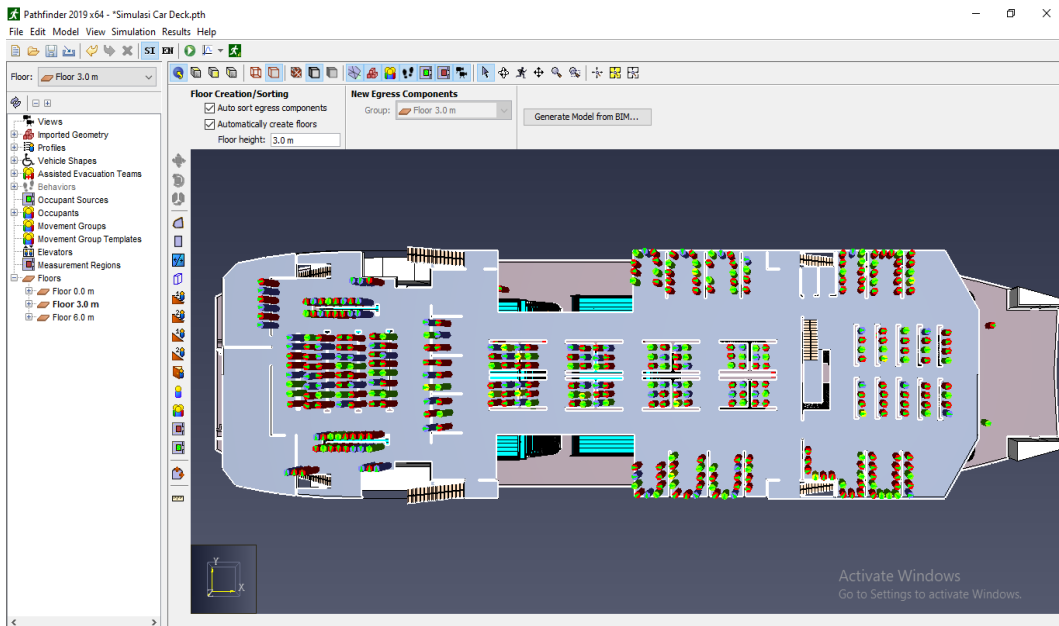 Pathfinder 2019 x64 - *Simulasi Car Deck.pth
File Edit Model View Simulation Results Help
SI EN
Floor: Floor 3.0 m
Floor Creation/Sorting
Auto sort egress components
Automatically create floors
Floor height: 3.0 m
New Egress Components
Group: Floor 3.0 m
Generate Model from BIM...
Views
Imported Geometry
Profiles
Vehicle Shapes
Assisted Evacuation Teams
Behaviors
Occupant Sources
Occupants
Movement Groups
Movement Group Templates
Elevators
Measurement Regions
Floors
Floor 0.0 m
Floor 3.0 m
Floor 6.0 m
Y
X
Activate Windows
Go to Settings to activate Windows.